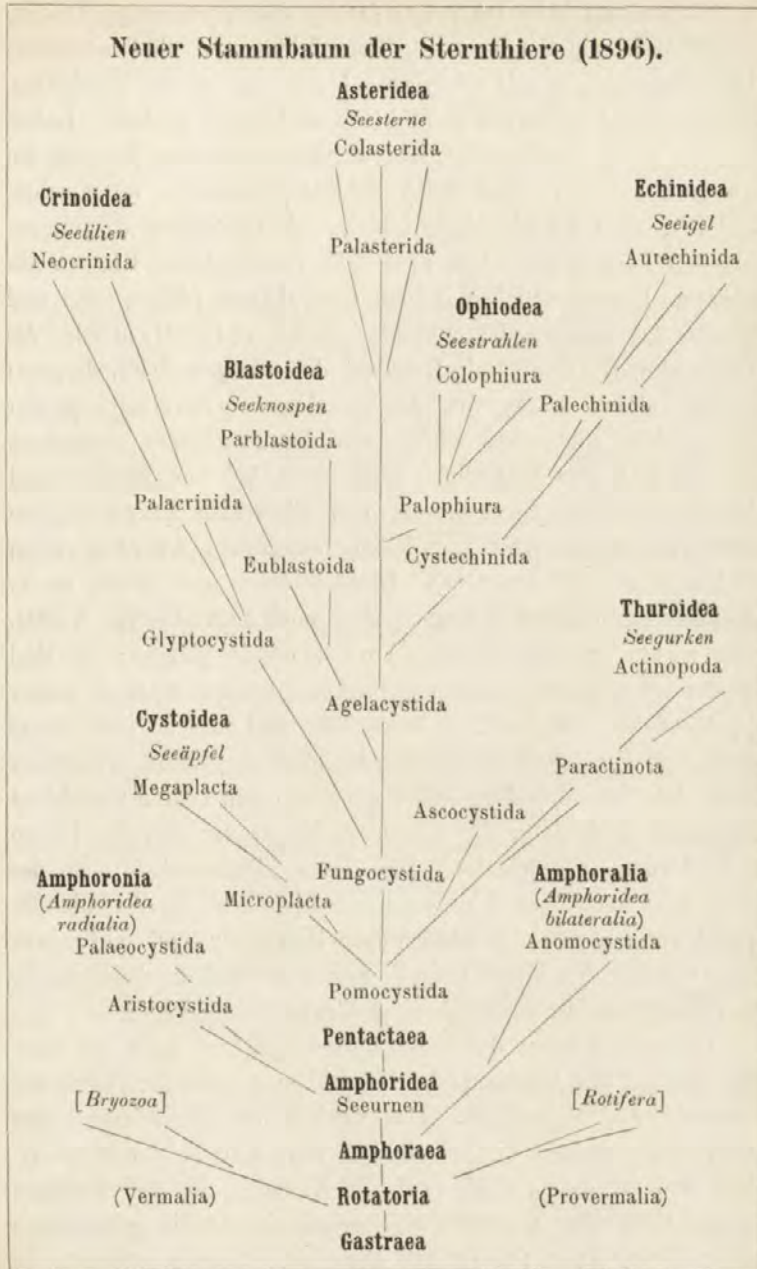 Neuer Stammbaum der Sternthiere (1896).
Asteridea
Seesterne
Colasterida
Crinoidea
Seelilien
Neocrinida
Echinidea
Seeigel
Autechinida
Palasterida
Ophiodea
Seestrahlen
Colophiura
Blastoidea
Seeknospen
Parblastoida
Palechinida
Palacrinida
Palophiura
Eublastoida
Cystechinida
Thuroidea
Seegurken
Actinopoda
Glyptocystida
Agelacystida
Cystoidea
Seeäpfel
Megaplacta
Paractinota
Ascocystida
Fungocystida
Amphoronia
(Amphoridea
radialia)
Palaeocystida
Microplacta
Amphoralia
(Amphoridea
bilateralia)
Anomocystida
Aristocystida
Pomocystida
Pentactaea
Amphoridea
Seeurnen
[Bryozoa]
[Rotifera]
Amphoraea
(Vermalia)
Rotatoria
(Provermalia)
Gastraea